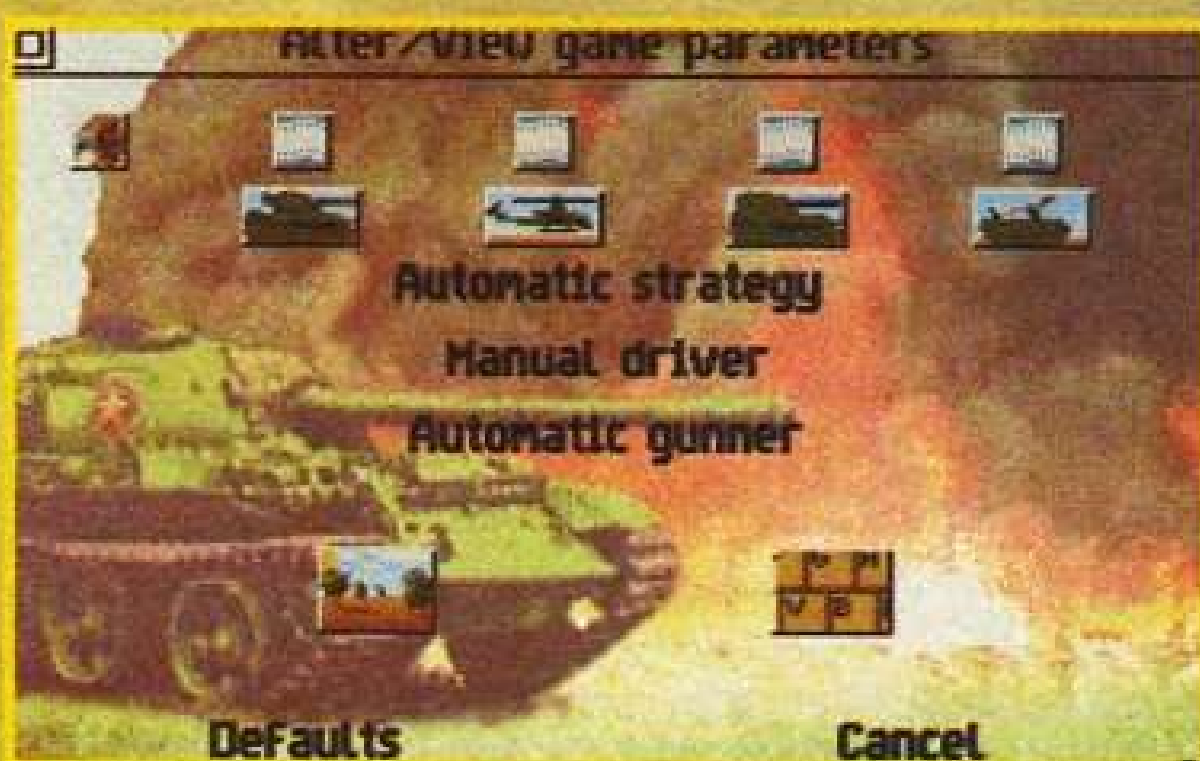 Alter/View game parameters
Automatic strategy
Manual driver
Automatic gunner
Defaults
Cancel